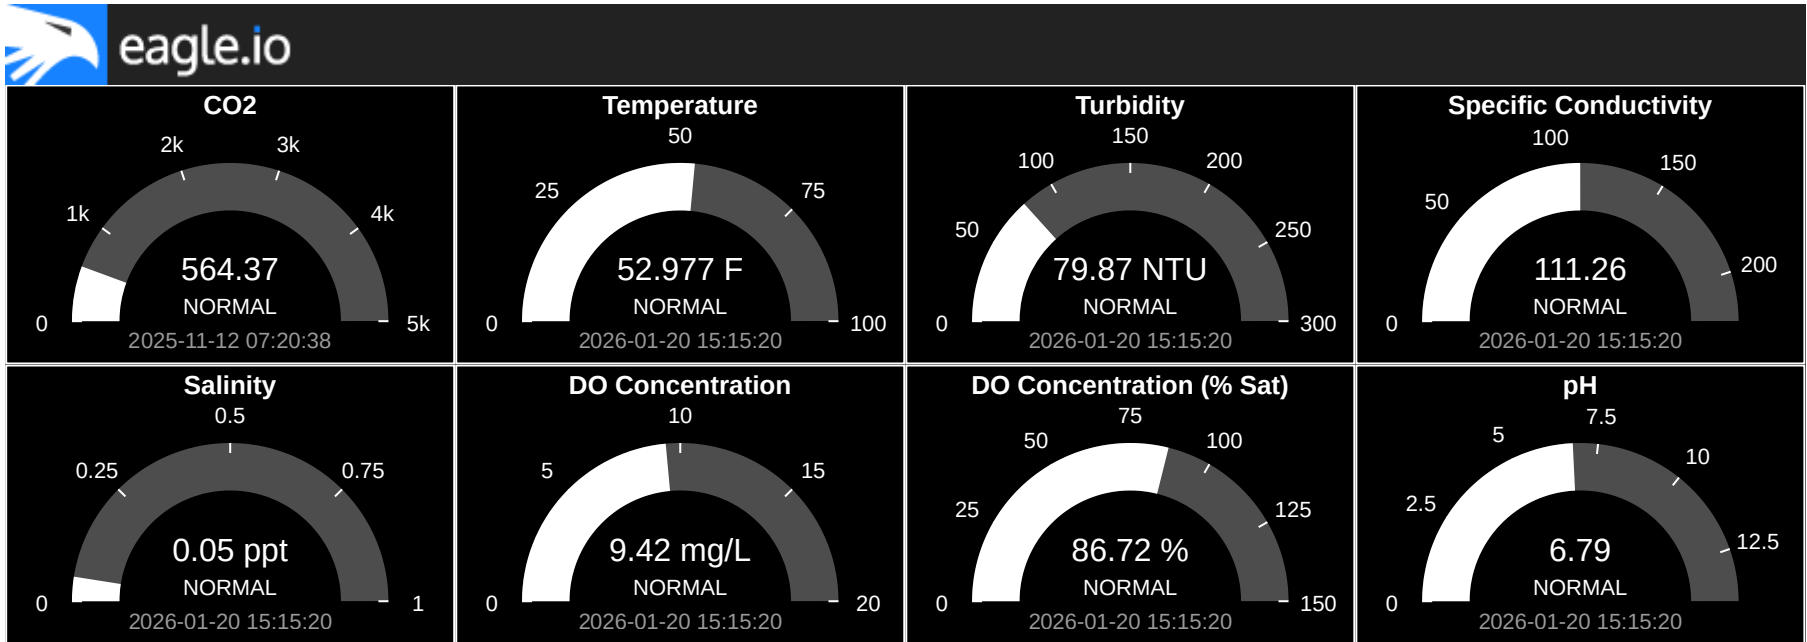 eagle.io
CO2
0
1k
2k
3k
4k
5k
564.37
NORMAL
2025-11-12 07:20:38
Temperature
0
25
50
75
100
52.977 F
NORMAL
2026-01-20 15:15:20
Turbidity
0
50
100
150
200
250
300
79.87 NTU
NORMAL
2026-01-20 15:15:20
Specific Conductivity
0
50
100
150
200
111.26
NORMAL
2026-01-20 15:15:20
Salinity
0
0.25
0.5
0.75
1
0.05 ppt
NORMAL
2026-01-20 15:15:20
DO Concentration
0
5
10
15
20
9.42 mg/L
NORMAL
2026-01-20 15:15:20
DO Concentration (% Sat)
0
25
50
75
100
125
150
86.72 %
NORMAL
2026-01-20 15:15:20
pH
0
2.5
5
7.5
10
12.5
6.79
NORMAL
2026-01-20 15:15:20